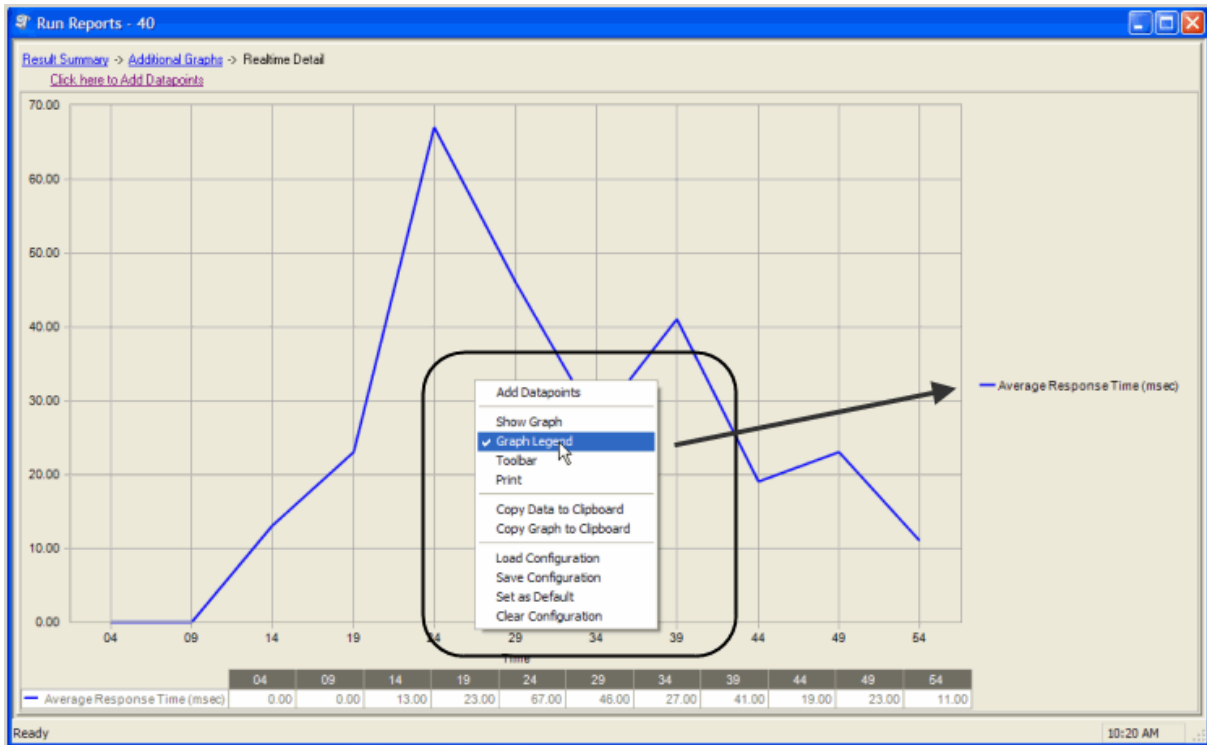 Run Reports - 40
Result Summary -> Additional Graphs -> Realtime Detail
Click here to Add Datapoints
70.00
60.00
50.00
40.00
30.00
20.00
10.00
0.00
Add Datapoints
Show Graph
Graph Legend
Toolbar
Print
Copy Data to Clipboard
Copy Graph to Clipboard
Load Configuration
Save Configuration
Set as Default
Clear Configuration
Average Response Time (msec)
04 09 14 19 24 29 34 39 44 49 54
Time
04 09 14 19 24 29 34 39 44 49 54
Average Response Time (msec) 0.00 0.00 13.00 23.00 67.00 46.00 27.00 41.00 19.00 23.00 11.00
Ready 10:20 AM